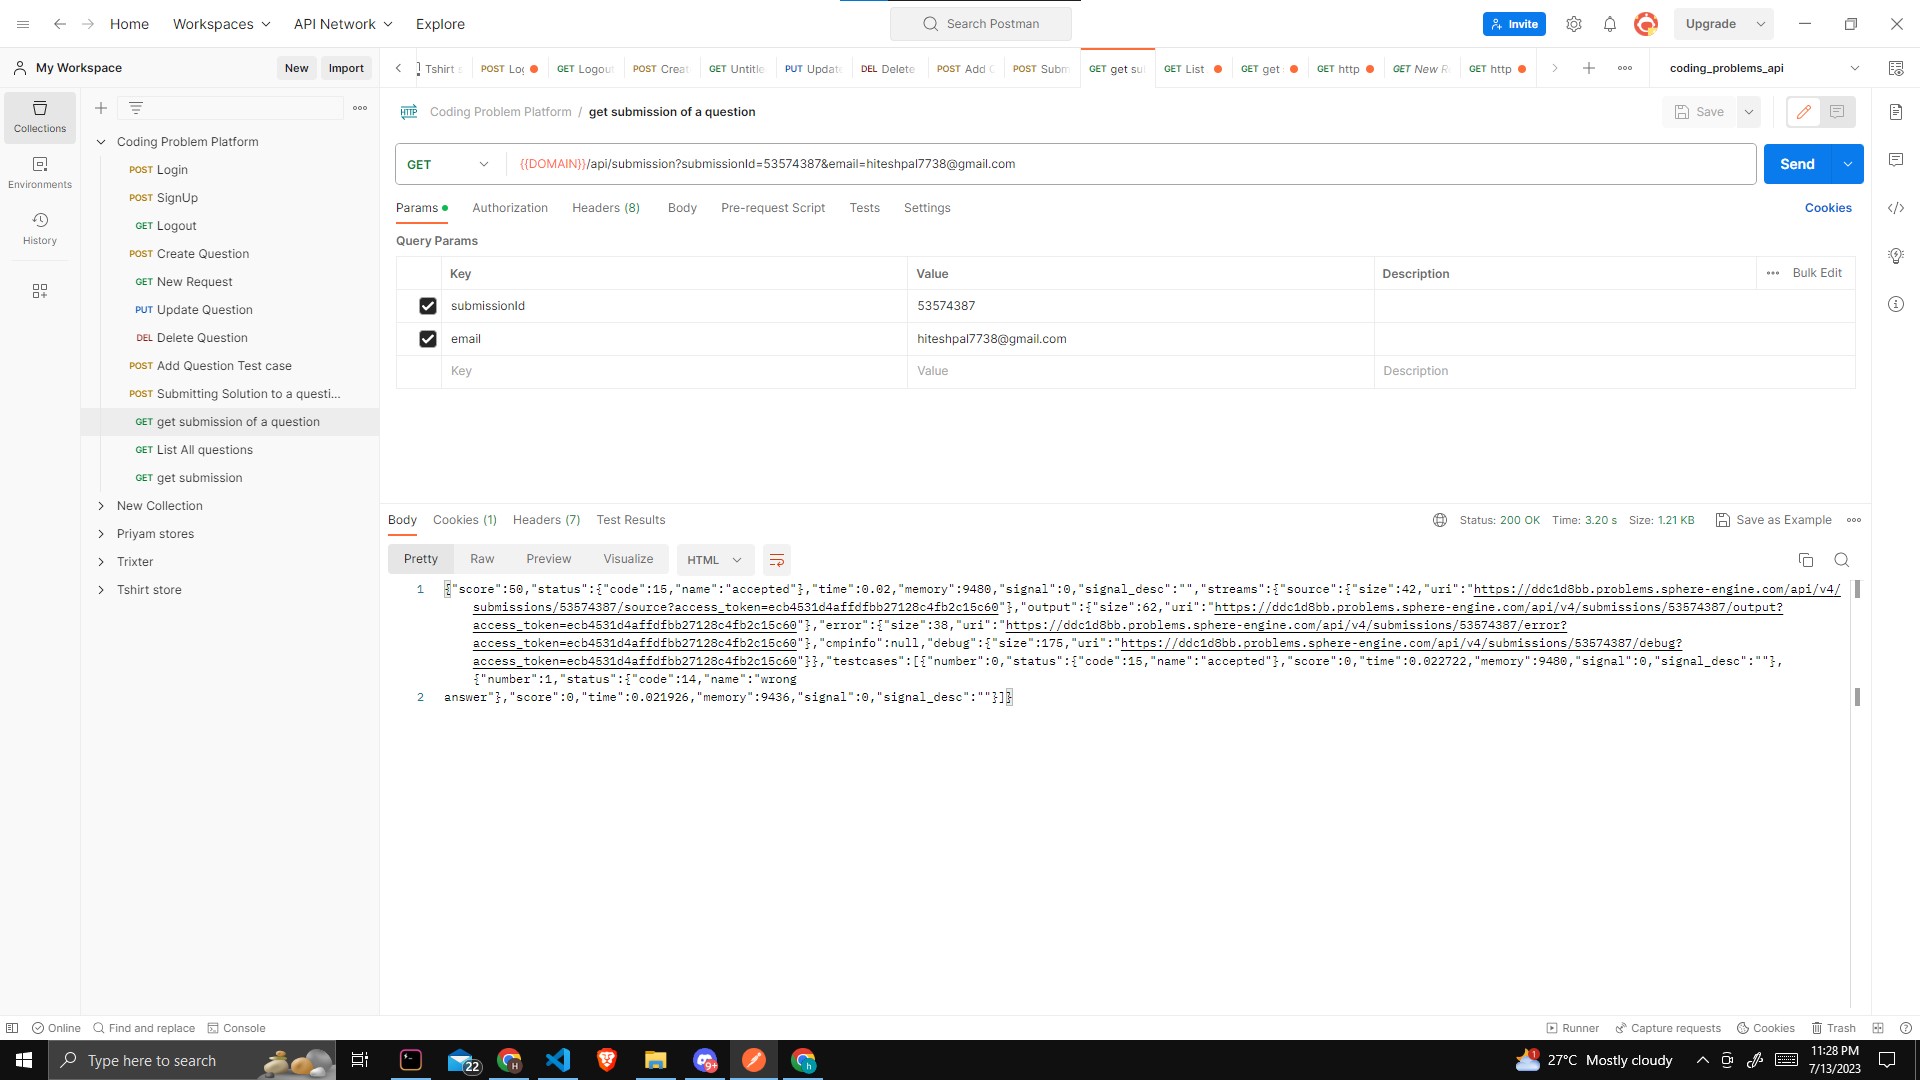 Home
Workspaces
API Network
Explore
Search Postman
Invite
Upgrade
My Workspace
New
Import
Tshirt s
POST Log
GET Logout
POST Creat
GET Untitle
PUT Update
DEL Delete
POST Add Q
POST Subm
GET get su
GET List
GET get
GET http
GET New R
GET http
coding_problems_api
Collections
Environments
History
Coding Problem Platform
POST Login
POST SignUp
GET Logout
POST Create Question
GET New Request
PUT Update Question
DEL Delete Question
POST Add Question Test case
POST Submitting Solution to a questi...
GET get submission of a question
GET List All questions
GET get submission
New Collection
Priyam stores
Trixter
Tshirt store
HTTP Coding Problem Platform / get submission of a question
Save
GET
{{DOMAIN}}/api/submission?submissionId=53574387&email=hiteshpal7738@gmail.com
Send
Params
Authorization
Headers (8)
Body
Pre-request Script
Tests
Settings
Cookies
Query Params
Key Value Description Bulk Edit
submissionId 53574387
email hiteshpal7738@gmail.com
Key Value Description
Body Cookies (1) Headers (7) Test Results
Status: 200 OK Time: 3.20 s Size: 1.21 KB Save as Example
Pretty Raw Preview Visualize HTML
1 {"score":50,"status":{"code":15,"name":"accepted"},"time":0.02,"memory":9480,"signal":0,"signal_desc":"","streams":{"source":{"size":42,"uri":"https://ddc1d8bb.problems.sphere-engine.com/api/v4/
submissions/53574387/source?access_token=ecb4531d4affdfbb27128c4fb2c15c60"},"output":{"size":62,"uri":"https://ddc1d8bb.problems.sphere-engine.com/api/v4/submissions/53574387/output?
access_token=ecb4531d4affdfbb27128c4fb2c15c60"},"error":{"size":38,"uri":"https://ddc1d8bb.problems.sphere-engine.com/api/v4/submissions/53574387/error?
access_token=ecb4531d4affdfbb27128c4fb2c15c60"},"cmpinfo":null,"debug":{"size":175,"uri":"https://ddc1d8bb.problems.sphere-engine.com/api/v4/submissions/53574387/debug?
access_token=ecb4531d4affdfbb27128c4fb2c15c60"}},"testcases":[{"number":0,"status":{"code":15,"name":"accepted"},"score":0,"time":0.022722,"memory":9480,"signal":0,"signal_desc":""},
{"number":1,"status":{"code":14,"name":"wrong
2 answer"},"score":0,"time":0.021926,"memory":9436,"signal":0,"signal_desc":""}]}
Online
Find and replace
Console
Runner
Capture requests
Cookies
Trash
Type here to search
22
9+
27°C Mostly cloudy
11:28 PM
7/13/2023